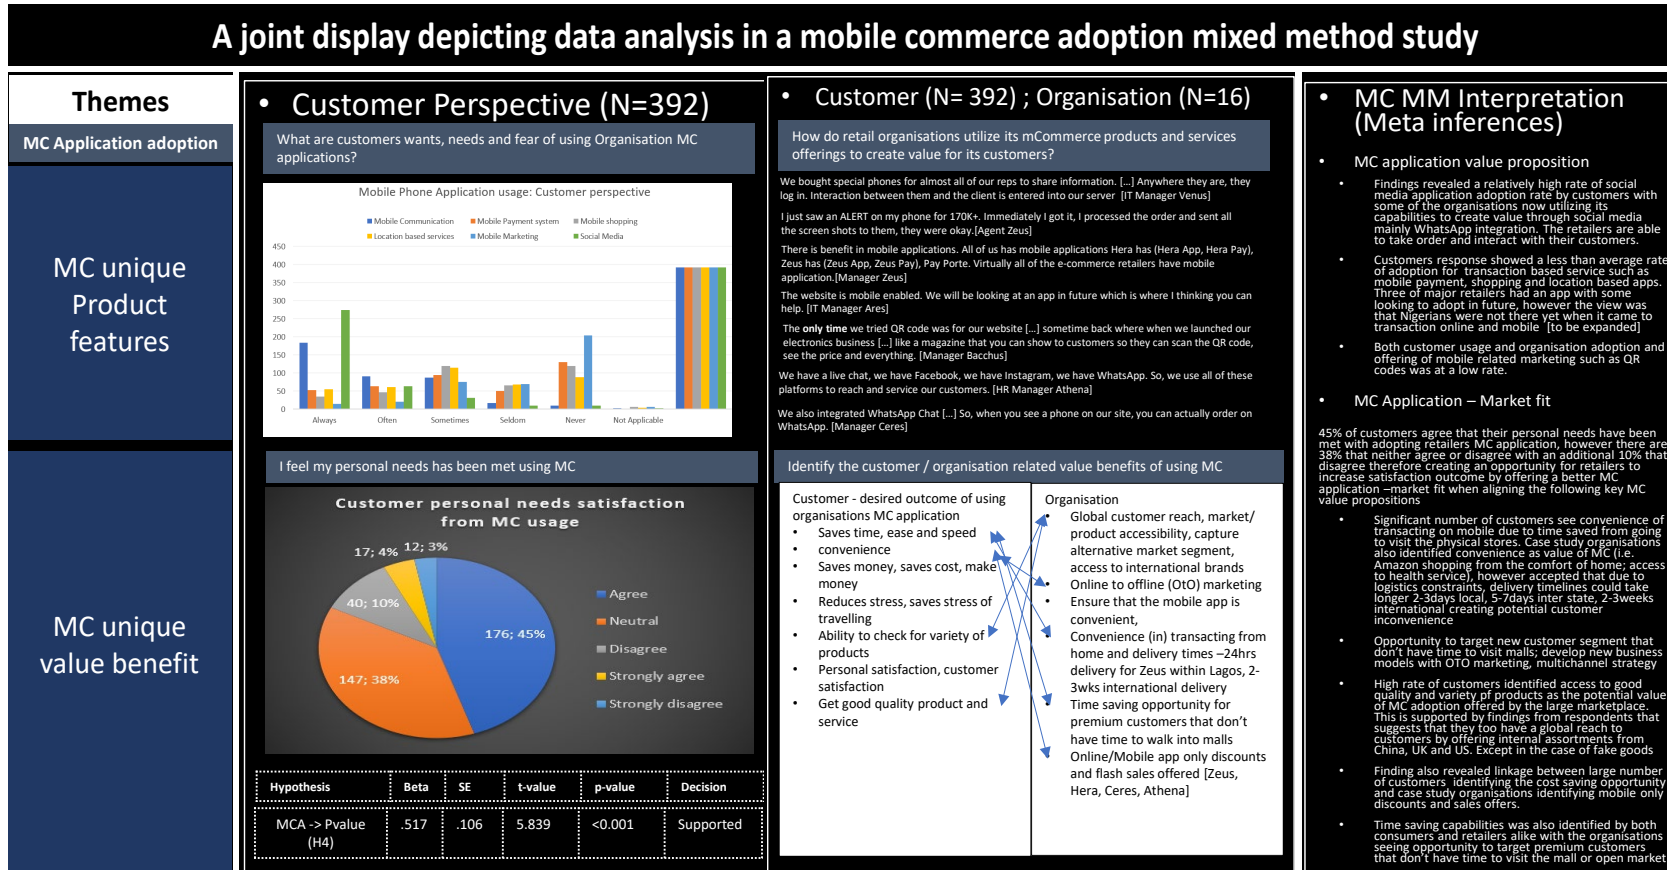 A joint display depicting data analysis in a mobile commerce adoption mixed method study
Themes
MC Application adoption
MC unique
Product
features
MC unique
value benefit
• Customer Perspective (N=392)
What are customers wants, needs and fear of using Organisation MC
applications?
Mobile Phone Application usage: Customer perspective
Mobile Communication
Mobile Payment system
Mobile shopping
Location based services
Mobile Marketing
Social Media
450
400
350
300
250
200
150
100
50
0
Always
Often
Sometimes
Seldom
Never
Not Applicable
I feel my personal needs has been met using MC
Customer personal needs satisfaction
from MC usage
17; 4%
12; 3%
40; 10%
176; 45%
147; 38%
Agree
Neutral
Disagree
Strongly agree
Strongly disagree
Hypothesis Beta SE t-value p-value Decision
MCA -> Pvalue .517 .106 5.839 <0.001 Supported
(H4)
• Customer (N= 392) ; Organisation (N=16)
How do retail organisations utilize its mCommerce products and services
offerings to create value for its customers?
We bought special phones for almost all of our reps to share information. [...] Anywhere they are, they
log in. Interaction between them and the client is entered into our server [IT Manager Venus]
I just saw an ALERT on my phone for 170K+. Immediately I got it, I processed the order and sent all
the screen shots to them, they were okay.[Agent Zeus]
There is benefit in mobile applications. All of us has mobile applications Hera has (Hera App, Hera Pay),
Zeus has (Zeus App, Zeus Pay), Pay Porte. Virtually all of the e-commerce retailers have mobile
application.[Manager Zeus]
The website is mobile enabled. We will be looking at an app in future which is where I thinking you can
help. [IT Manager Ares]
The only time we tried QR code was for our website [...] sometime back where when we launched our
electronics business [...] like a magazine that you can show to customers so they can scan the QR code,
see the price and everything. [Manager Bacchus]
We have a live chat, we have Facebook, we have Instagram, we have WhatsApp. So, we use all of these
platforms to reach and service our customers. [HR Manager Athena]
We also integrated WhatsApp Chat [...] So, when you see a phone on our site, you can actually order on
WhatsApp. [Manager Ceres]
Identify the customer / organisation related value benefits of using MC
Customer - desired outcome of using
organisations MC application
• Saves time, ease and speed
• convenience
• Saves money, saves cost, make
money
• Reduces stress, saves stress of
travelling
• Ability to check for variety of
products
• Personal satisfaction, customer
satisfaction
• Get good quality product and
service
Organisation
• Global customer reach, market/
product accessibility, capture
alternative market segment,
access to international brands
• Online to offline (OtO) marketing
• Ensure that the mobile app is
convenient,
• Convenience (in) transacting from
home and delivery times –24hrs
delivery for Zeus within Lagos, 2-
3wks international delivery
• Time saving opportunity for
premium customers that don't
have time to walk into malls
• Online/Mobile app only discounts
and flash sales offered [Zeus,
Hera, Ceres, Athena]
• MC MM Interpretation
(Meta inferences)
• MC application value proposition
• Findings revealed a relatively high rate of social
media application adoption rate by customers with
some of the organisations now utilizing its
capabilities to create value through social media
mainly WhatsApp integration. The retailers are able
to take order and interact with their customers.
• Customers response showed a less than average rate
of adoption for transaction based service such as
mobile payment, shopping and location based apps.
Three of major retailers had an app with some
looking to adopt in future, however the view was
that Nigerians were not there yet when it came to
transaction online and mobile [to be expanded]
• Both customer usage and organisation adoption and
offering of mobile related marketing such as QR
codes was at a low rate.
• MC Application – Market fit
45% of customers agree that their personal needs have been
met with adopting retailers MC application, however there are
38% that neither agree or disagree with an additional 10% that
disagree therefore creating an opportunity for retailers to
increase satisfaction outcome by offering a better MC
application –market fit when aligning the following key MC
value propositions
• Significant number of customers see convenience of
transacting on mobile due to time saved from going
to visit the physical stores. Case study organisations
also identified convenience as value of MC (i.e.
Amazon shopping from the comfort of home; access
to health service), however accepted that due to
logistics constraints, delivery timelines could take
longer 2-3days local, 5-7days inter state, 2-3weeks
international creating potential customer
inconvenience
• Opportunity to target new customer segment that
don't have time to visit malls; develop new business
models with OTO marketing, multichannel strategy
• High rate of customers identified access to good
quality and variety pf products as the potential value
of MC adoption offered by the large marketplace.
This is supported by findings from respondents that
suggests that they too have a global reach to
customers by offering internal assortments from
China, UK and US. Except in the case of fake goods
• Finding also revealed linkage between large number
of customers identifying the cost saving opportunity
and case study organisations identifying mobile only
discounts and sales offers.
• Time saving capabilities was also identified by both
consumers and retailers alike with the organisations
seeing opportunity to target premium customers
that don't have time to visit the mall or open market